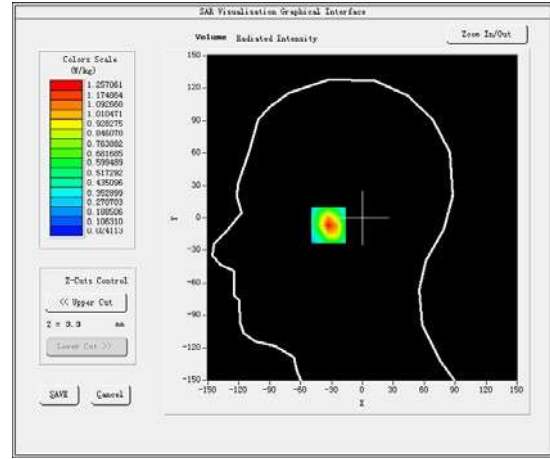 SAR Visualisation Graphical Interface
Volume Radiated Intensity
Zoom In/Out
Colors Scale
(W/kg)
1.257061
1.174864
1.092668
1.010471
0.928275
0.846078
0.763882
0.681685
0.599489
0.517292
0.435096
0.352899
0.270703
0.188506
0.106310
0.024113
150
120
90
60
30
0
-30
-60
-90
-120
-150
Y
-150 -120 -90 -60 -30 0 30 60 90 120 150
X
Z-Cuts Control
<< Upper Cut
Z = 0.0 mm
Lower Cut >>
SAVE Cancel